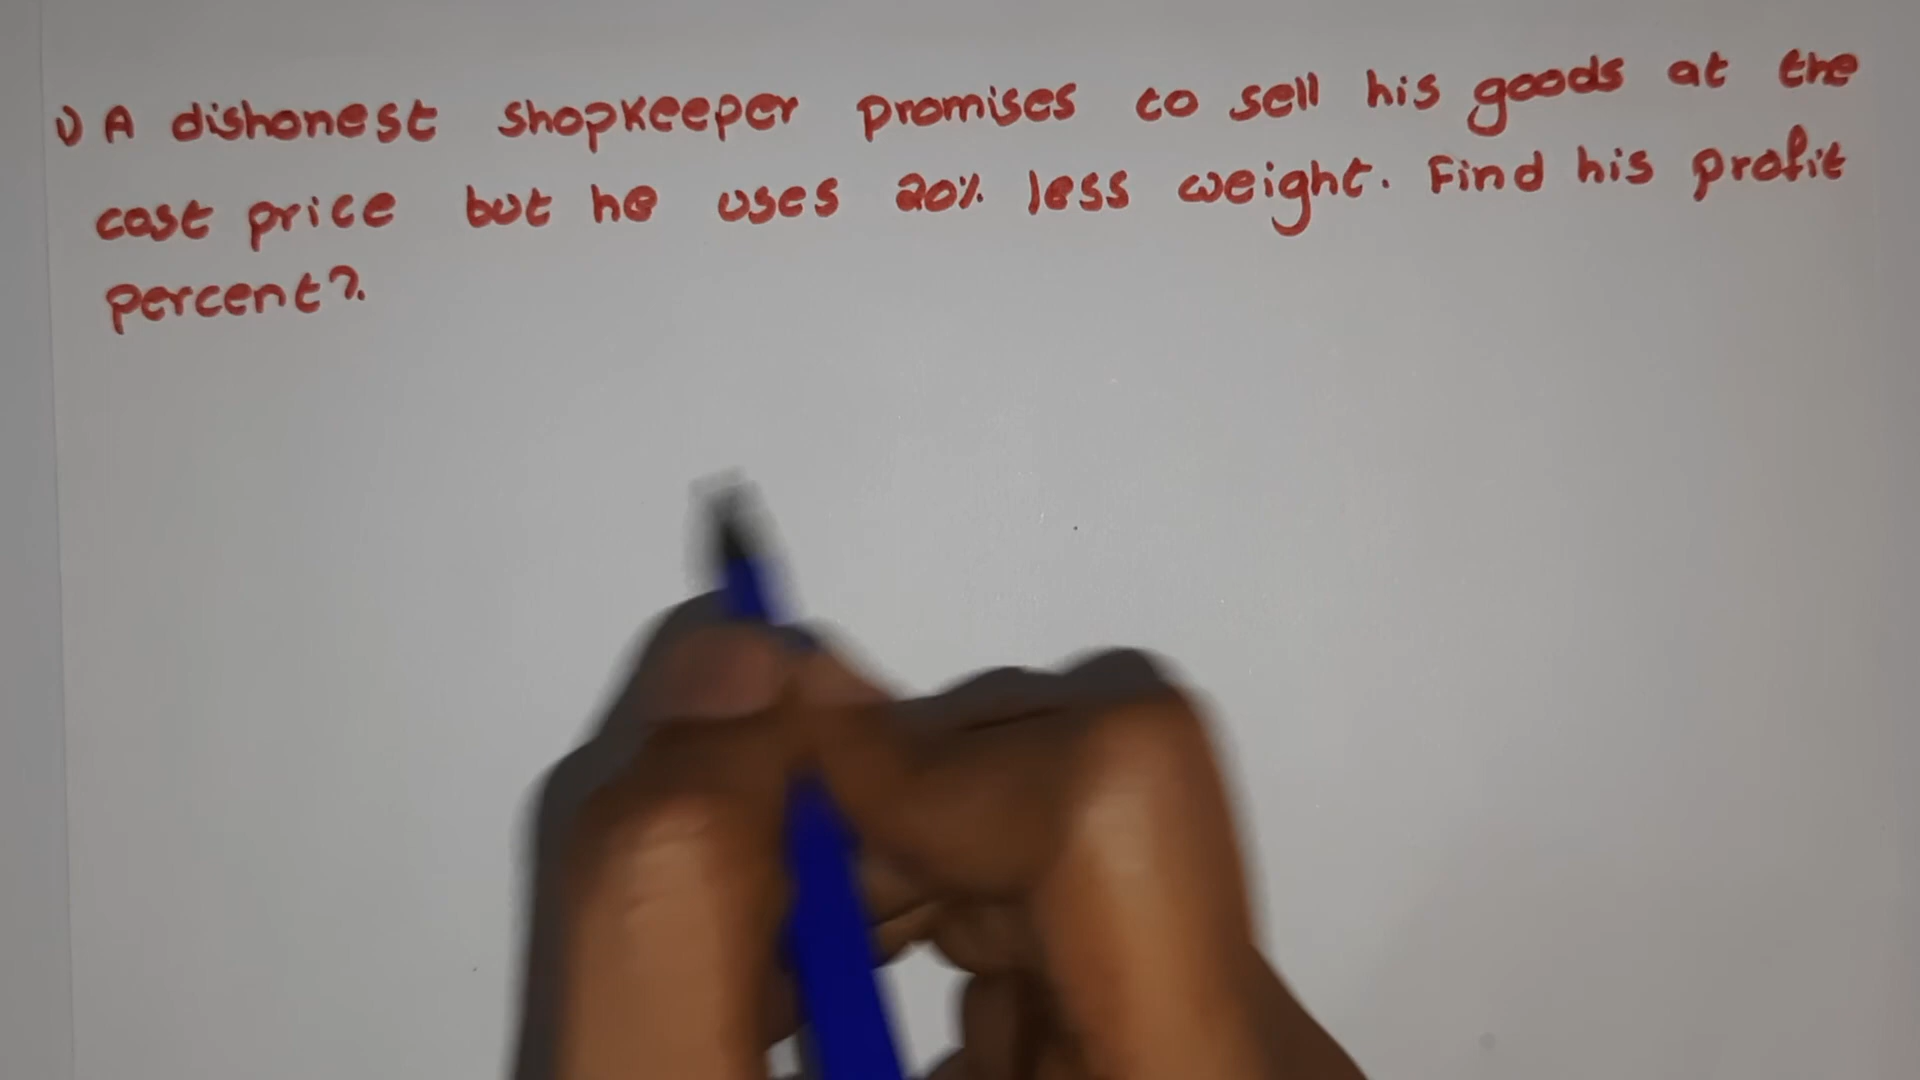 1) A dishonest shopkeeper promises to sell his goods at the
cost price but he uses 20% less weight. Find his profit
percent?.